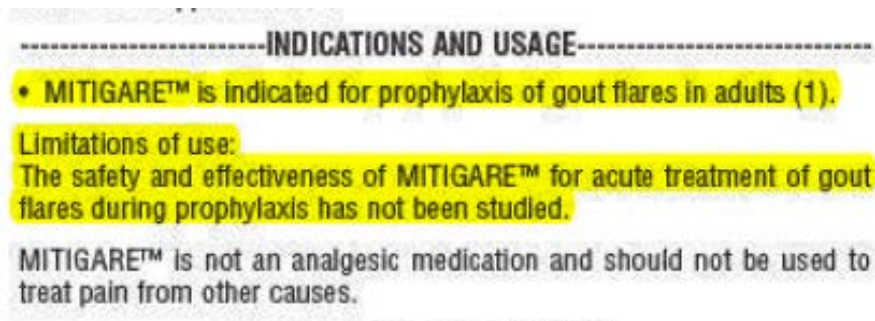 -------------------------INDICATIONS AND USAGE------------------------------
• MITIGARE™ is indicated for prophylaxis of gout flares in adults (1).
Limitations of use:
The safety and effectiveness of MITIGARE™ for acute treatment of gout
flares during prophylaxis has not been studied.
MITIGARE™ is not an analgesic medication and should not be used to
treat pain from other causes.